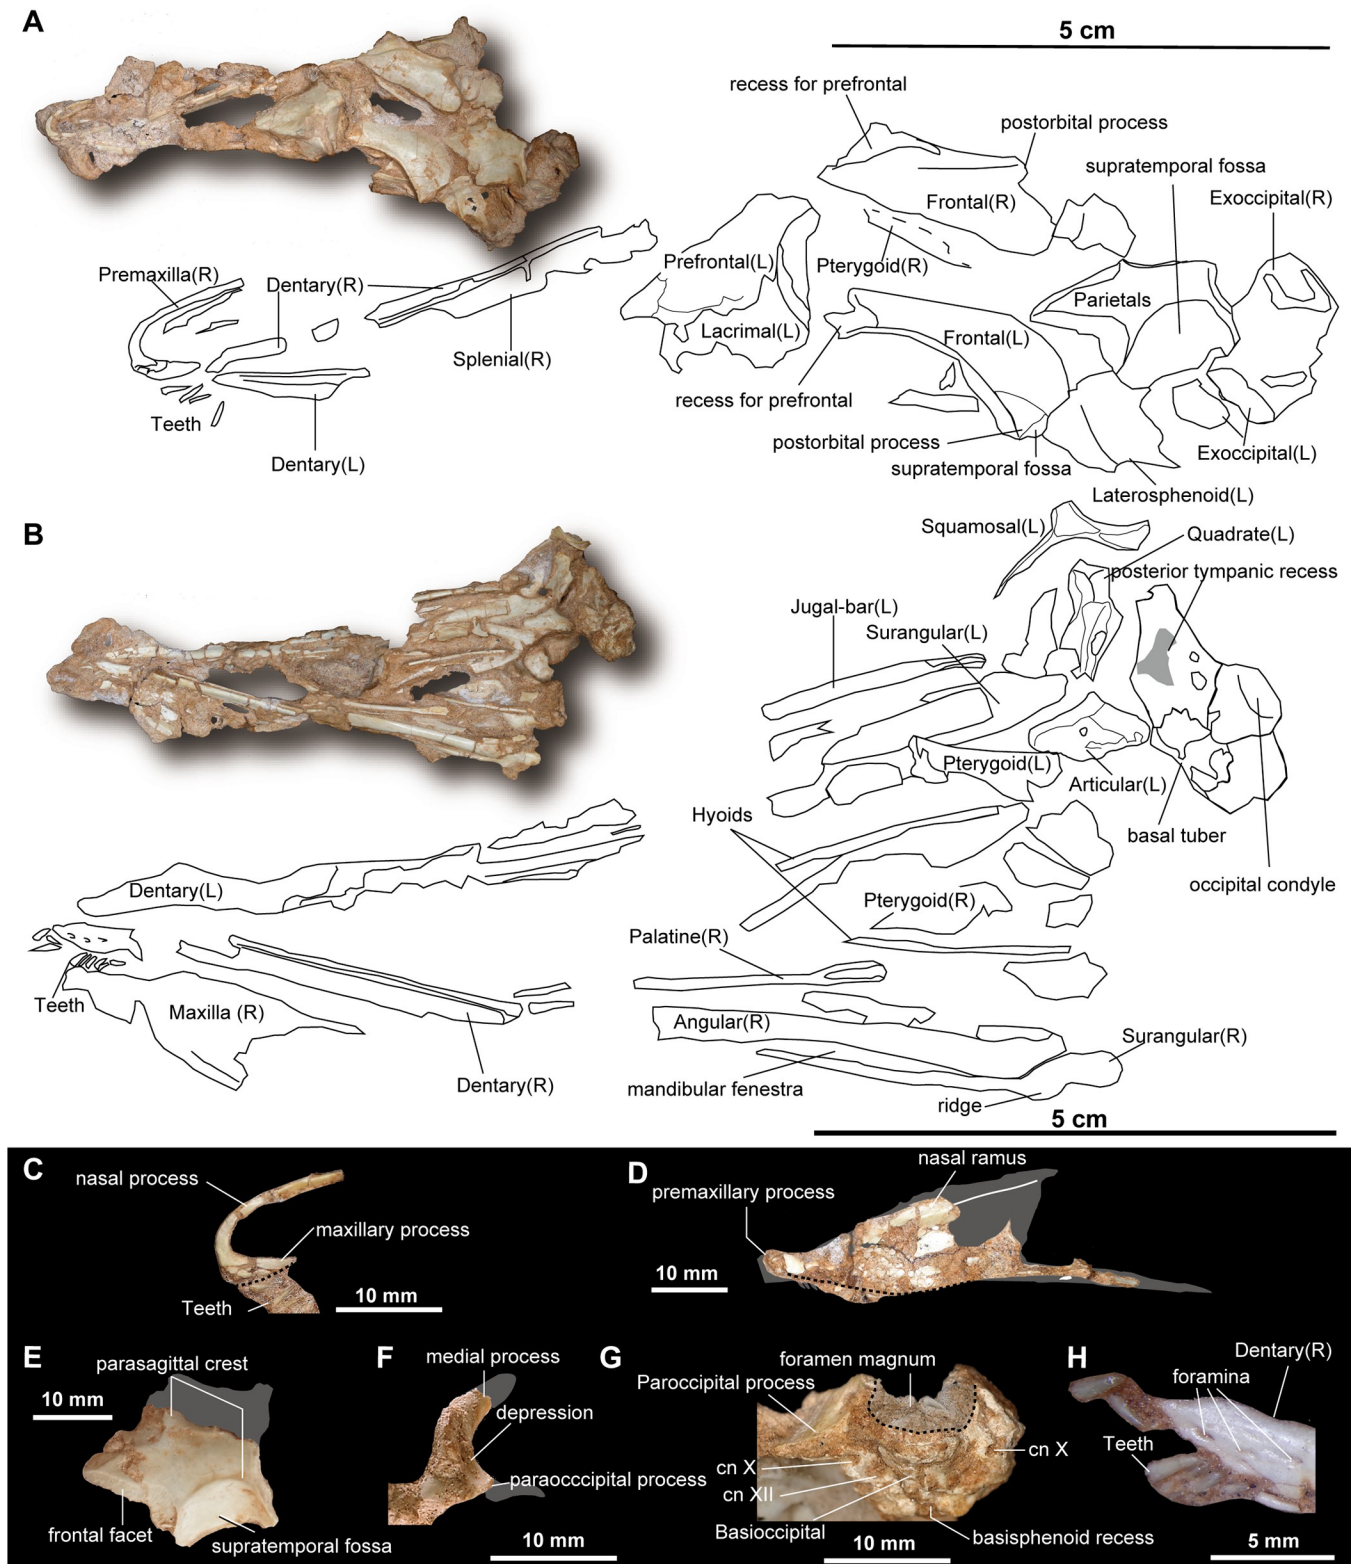 A
5 cm
recess for prefrontal
postorbital process
supratemporal fossa
Exoccipital(R)
Frontal(R)
Premaxilla(R)
Dentary(R)
Prefrontal(L)
Pterygoid(R)
Parietals
Lacrimal(L)
Frontal(L)
Splenial(R)
recess for prefrontal
Teeth
postorbital process
Exoccipital(L)
Dentary(L)
supratemporal fossa
Laterosphenoid(L)
B
Squamosal(L)
Quadrate(L)
posterior tympanic recess
Jugal-bar(L)
Surangular(L)
Pterygoid(L)
Articular(L)
Hyoids
basal tuber
Dentary(L)
occipital condyle
Pterygoid(R)
Palatine(R)
Teeth
Maxilla (R)
Angular(R)
Surangular(R)
Dentary(R)
mandibular fenestra
ridge
5 cm
C
nasal process
maxillary process
Teeth
10 mm
D
nasal ramus
premaxillary process
10 mm
E
parasagittal crest
10 mm
frontal facet
supratemporal fossa
F
medial process
depression
paraocccipital process
10 mm
G
foramen magnum
Paroccipital process
cn X
cn X
cn XII
Basioccipital
basisphenoid recess
10 mm
H
Dentary(R)
foramina
Teeth
5 mm